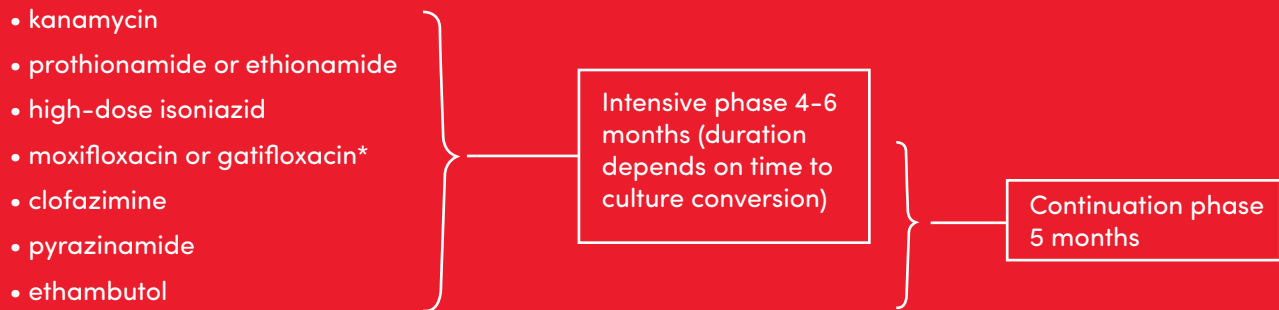 • kanamycin
• prothionamide or ethionamide
• high-dose isoniazid
• moxifloxacin or gatifloxacin*
• clofazimine
• pyrazinamide
• ethambutol
Intensive phase 4-6
months (duration
depends on time to
culture conversion)
Continuation phase
5 months